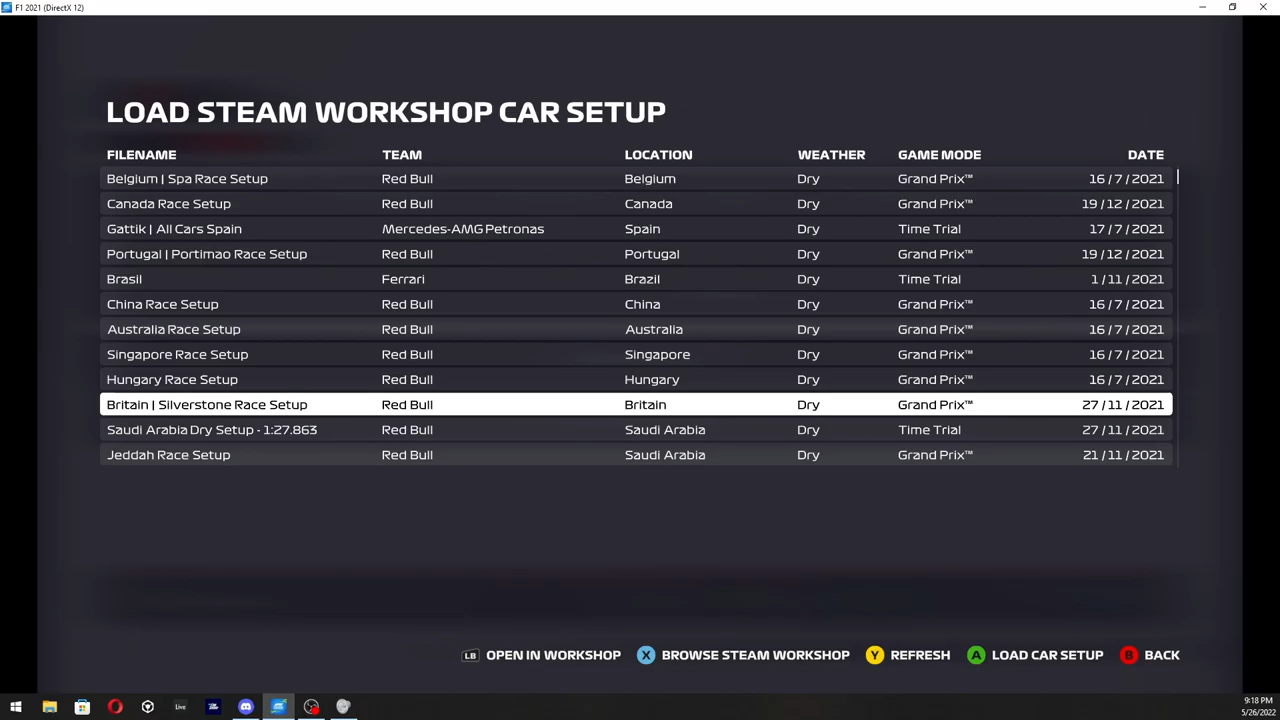 F1 2021 (DirectX 12)
LOAD STEAM WORKSHOP CAR SETUP
FILENAME TEAM LOCATION WEATHER GAME MODE DATE
Belgium | Spa Race Setup Red Bull Belgium Dry Grand Prix™ 16 / 7 / 2021
Canada Race Setup Red Bull Canada Dry Grand Prix™ 19 / 12 / 2021
Gattik | All Cars Spain Mercedes-AMG Petronas Spain Dry Time Trial 17 / 7 / 2021
Portugal | Portimao Race Setup Red Bull Portugal Dry Grand Prix™ 19 / 12 / 2021
Brasil Ferrari Brazil Dry Time Trial 1 / 11 / 2021
China Race Setup Red Bull China Dry Grand Prix™ 16 / 7 / 2021
Australia Race Setup Red Bull Australia Dry Grand Prix™ 16 / 7 / 2021
Singapore Race Setup Red Bull Singapore Dry Grand Prix™ 16 / 7 / 2021
Hungary Race Setup Red Bull Hungary Dry Grand Prix™ 16 / 7 / 2021
Britain | Silverstone Race Setup Red Bull Britain Dry Grand Prix™ 27 / 11 / 2021
Saudi Arabia Dry Setup - 1:27.863 Red Bull Saudi Arabia Dry Time Trial 27 / 11 / 2021
Jeddah Race Setup Red Bull Saudi Arabia Dry Grand Prix™ 21 / 11 / 2021
LB OPEN IN WORKSHOP X BROWSE STEAM WORKSHOP Y REFRESH A LOAD CAR SETUP B BACK
Live
9:18 PM
5/26/2022